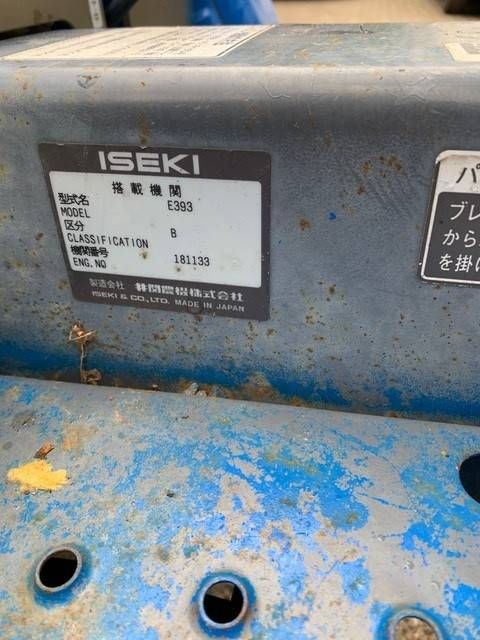 ISEKI
搭載機関
型式名
MODEL E393
区分
CLASSIFICATION B
機関番号
ENG.NO 181133
製造会社 井関農機株式会社
ISEKI & CO., LTD. MADE IN JAPAN
パ
ブレ
から
を掛け